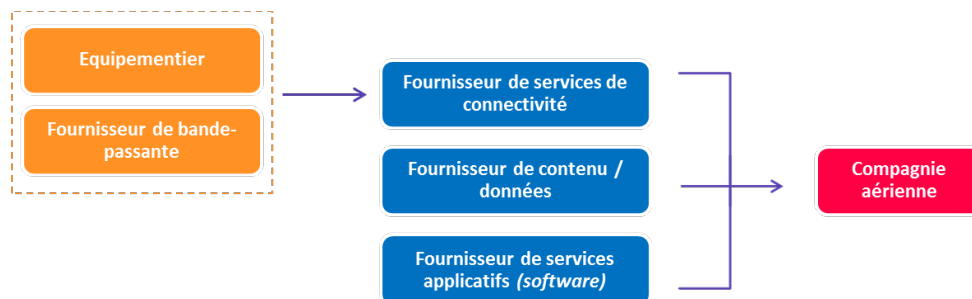 Equipementier
Fournisseur de bande-
passante
Fournisseur de services de
connectivité
Fournisseur de contenu /
données
Fournisseur de services
applicatifs (software)
Compagnie
aérienne